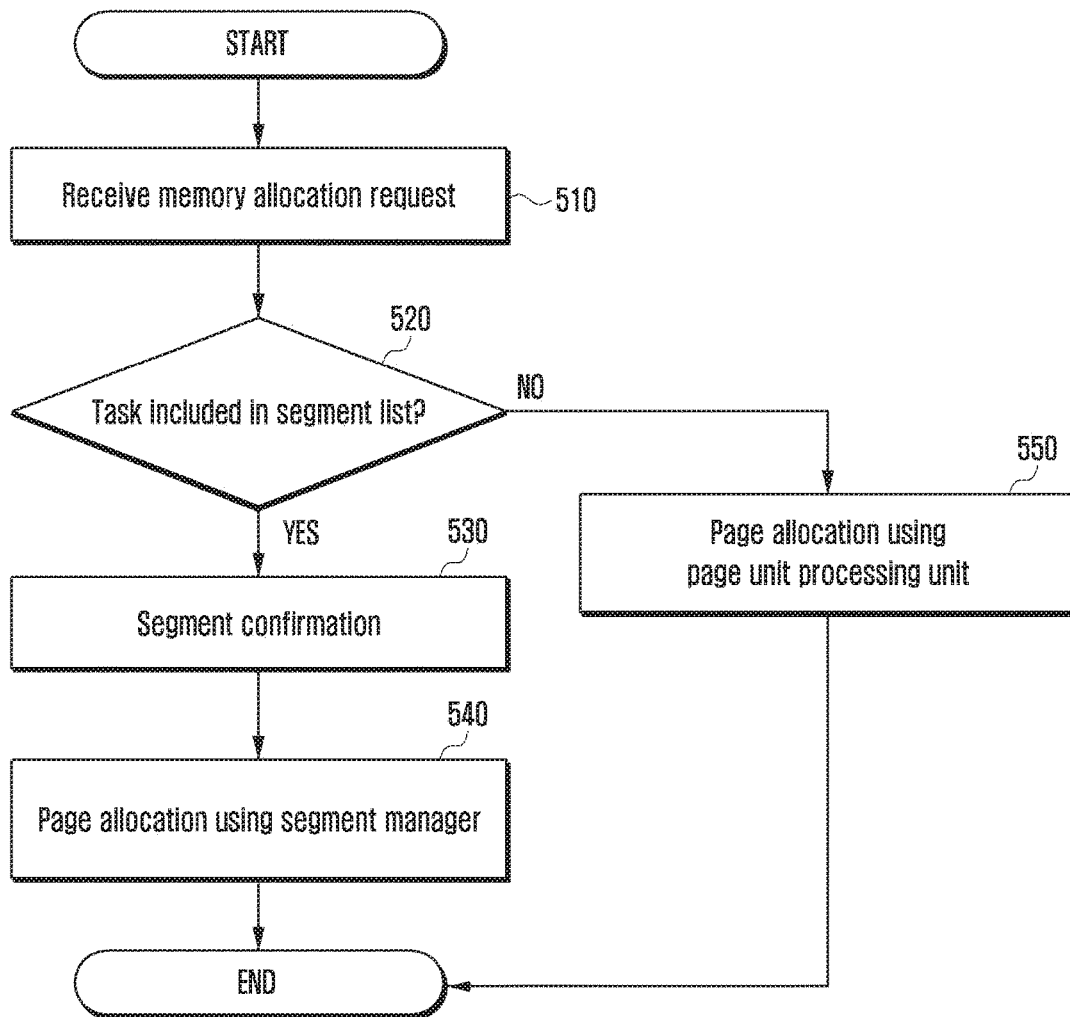 START
Receive memory allocation request
510
520
Task included in segment list?
NO
YES
530
Segment confirmation
540
Page allocation using segment manager
550
Page allocation using
page unit processing unit
END